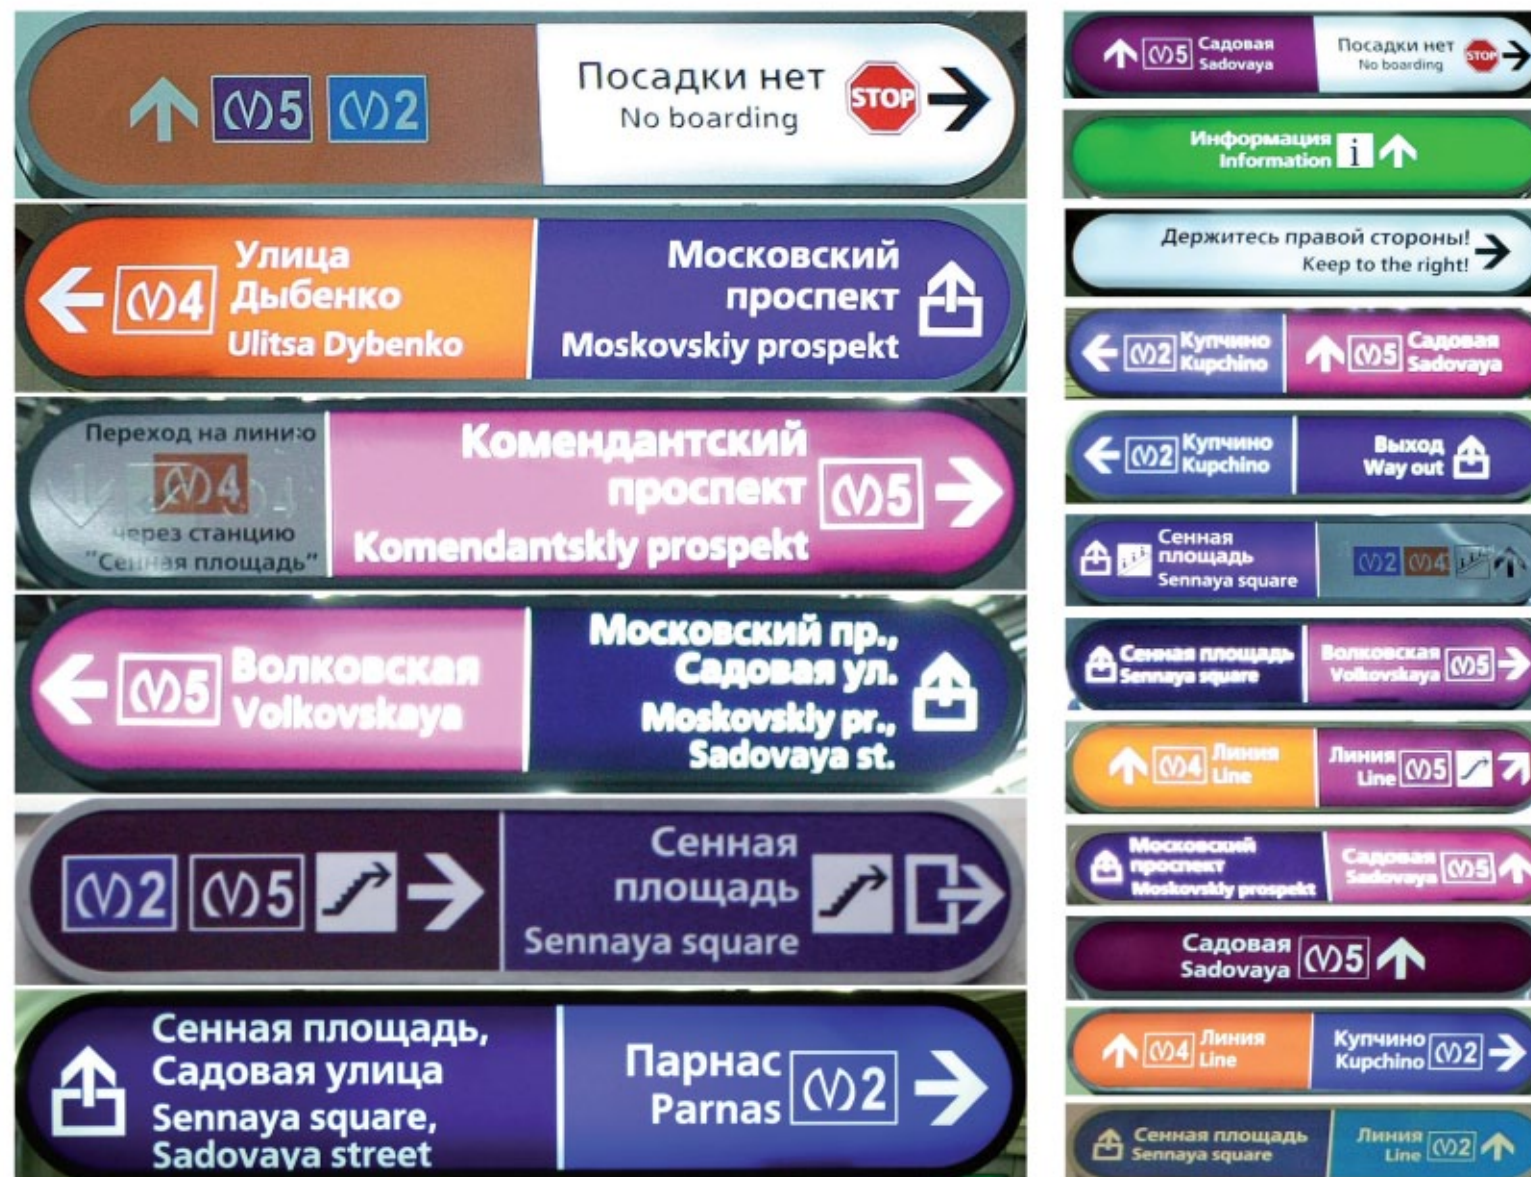 5 2
Посадки нет
No boarding
STOP
4
Улица
Дыбенко
Ulitsa Dybenko
Московский
проспект
Moskovskiy prospekt
Переход на линию
4
через станцию
"Сенная площадь"
Комендантский
проспект
Komendantskiy prospekt
5
5
Волковская
Volkovskaya
Московский пр.,
Садовая ул.
Moskovskiy pr.,
Sadovaya st.
2 5
Сенная
площадь
Sennaya square
Сенная площадь,
Садовая улица
Sennaya square,
Sadovaya street
Парнас
Parnas
2
5
Садовая
Sadovaya
Посадки нет
No boarding
STOP
Информация
Information
i
Держитесь правой стороны!
Keep to the right!
2
Купчино
Kupchino
5
Садовая
Sadovaya
2
Купчино
Kupchino
Выход
Way out
Сенная
площадь
Sennaya square
2 4
Сенная площадь
Sennaya square
Волковская
Volkovskaya
5
4
Линия
Line
Линия
Line
5
Московский
проспект
Moskovskiy prospekt
Садовая
Sadovaya
5
Садовая
Sadovaya
5
4
Линия
Line
Купчино
Kupchino
2
Сенная площадь
Sennaya square
Линия
Line
2